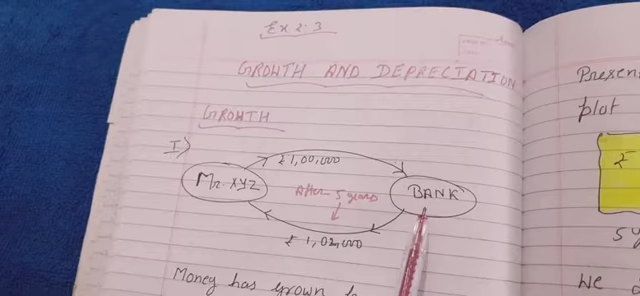 Ex 2.3
GROWTH AND DEPRECIATION
GROWTH
I)
₹ 1,00,000
Mr. XYZ
After 5 years
BANK
₹ 1,02,000
Money has grown
Presen
plot
₹
5 y
We